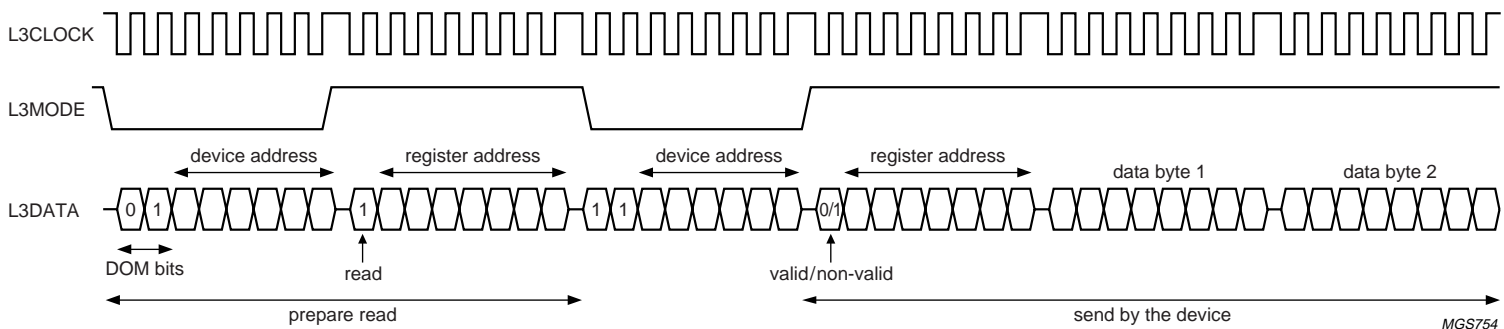 L3CLOCK
L3MODE
device address register address device address register address data byte 1 data byte 2
L3DATA 0 1 1 1 1 0/1
DOM bits read valid/non-valid
prepare read send by the device
MGS754